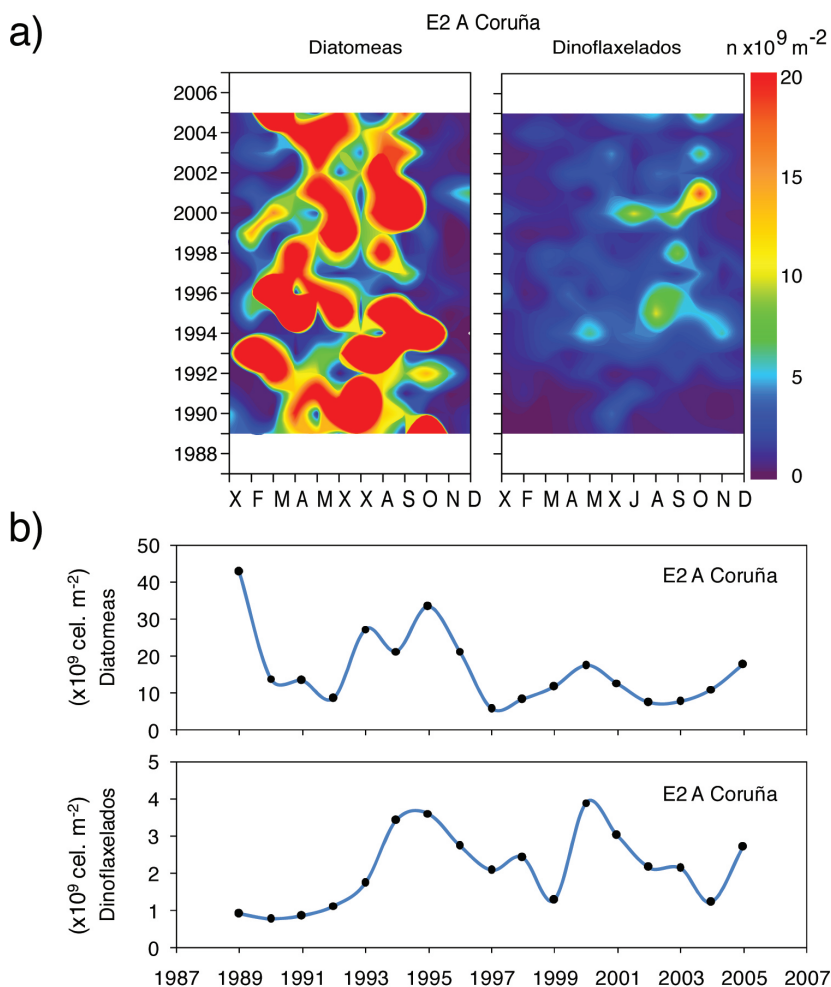 a)
E2 A Coruña
Diatomeas
Dinoflaxelados
n x10⁹ m⁻²
2006
2004
2002
2000
1998
1996
1994
1992
1990
1988
20
15
10
5
0
X F M A M X X A S O N D
X F M A M X J A S O N D
b)
E2 A Coruña
(x10⁹ cel. m⁻²)
Diatomeas
50
40
30
20
10
0
E2 A Coruña
(x10⁹ cel. m⁻²)
Dinoflaxelados
5
4
3
2
1
0
1987 1989 1991 1993 1995 1997 1999 2001 2003 2005 2007